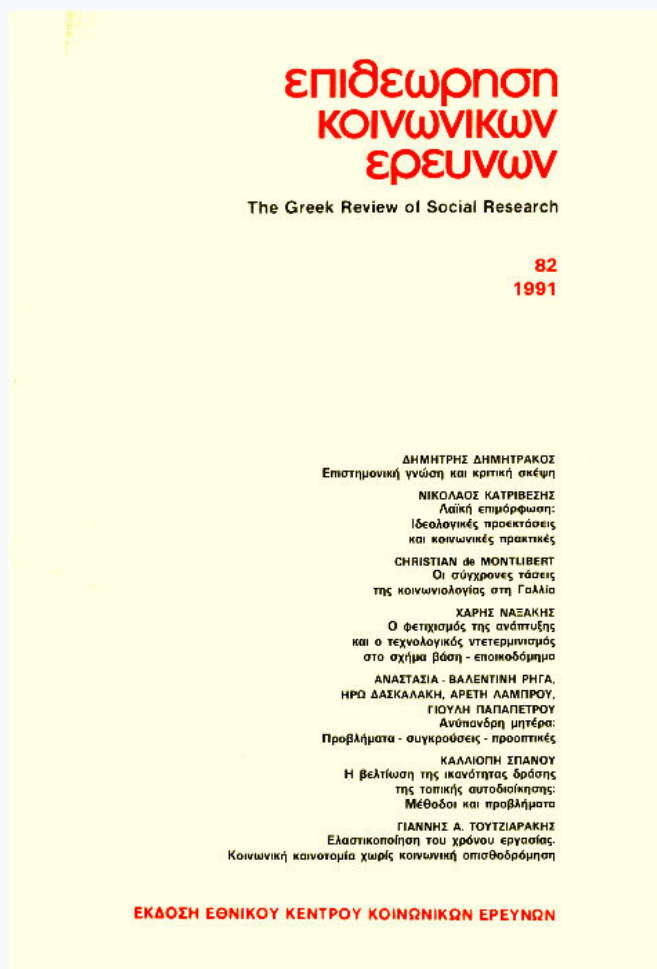 επιθεωρηση
κοινωνικων
ερευνων
The Greek Review of Social Research
82
1991
ΔΗΜΗΤΡΗΣ ΔΗΜΗΤΡΑΚΟΣ
Επιστημονική γνώση και κριτική σκέψη
ΝΙΚΟΛΑΟΣ ΚΑΤΡΙΒΕΣΗΣ
Λαϊκή επιμόρφωση:
Ιδεολογικές προεκτάσεις
και κοινωνικές πρακτικές
CHRISTIAN de MONTLIBERT
Οι σύγχρονες τάσεις
της κοινωνιολογίας στη Γαλλία
ΧΑΡΗΣ ΝΑΞΑΚΗΣ
Ο φετιχισμός της ανάπτυξης
και ο τεχνολογικός ντετερμινισμός
στο σχήμα βάση - εποικοδόμημα
ΑΝΑΣΤΑΣΙΑ - ΒΑΛΕΝΤΙΝΗ ΡΗΓΑ,
ΗΡΩ ΔΑΣΚΑΛΑΚΗ, ΑΡΕΤΗ ΛΑΜΠΡΟΥ,
ΓΙΟΥΛΗ ΠΑΠΑΠΕΤΡΟΥ
Ανύπανδρη μητέρα:
Προβλήματα - συγκρούσεις - προοπτικές
ΚΑΛΛΙΟΠΗ ΣΠΑΝΟΥ
Η βελτίωση της ικανότητας δράσης
της τοπικής αυτοδιοίκησης:
Μέθοδοι και προβλήματα
ΓΙΑΝΝΗΣ Α. ΤΟΥΤΖΙΑΡΑΚΗΣ
Ελαστικοποίηση του χρόνου εργασίας.
Κοινωνική καινοτομία χωρίς κοινωνική οπισθοδρόμηση
ΕΚΔΟΣΗ ΕΘΝΙΚΟΥ ΚΕΝΤΡΟΥ ΚΟΙΝΩΝΙΚΩΝ ΕΡΕΥΝΩΝ